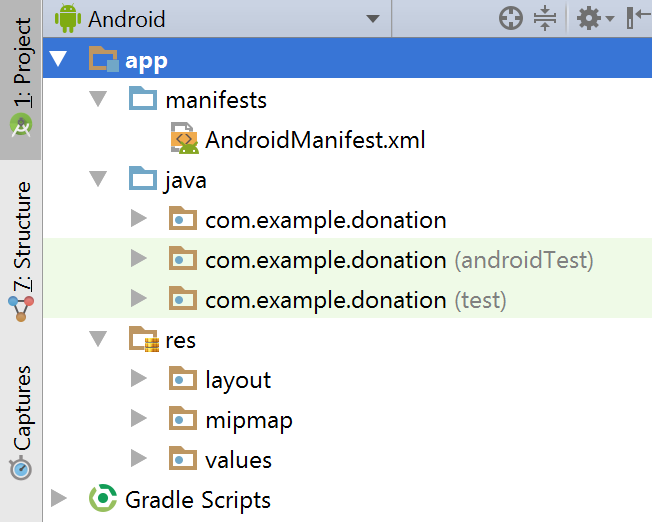 Android
1: Project
7: Structure
Captures
app
manifests
AndroidManifest.xml
java
com.example.donation
com.example.donation (androidTest)
com.example.donation (test)
res
layout
mipmap
values
Gradle Scripts